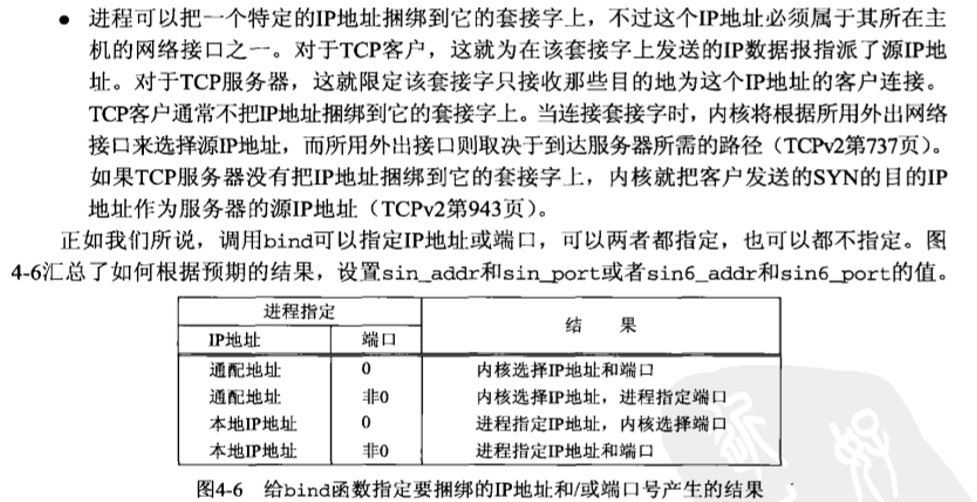 ● 进程可以把一个特定的IP地址捆绑到它的套接字上，不过这个IP地址必须属于其所在主
机的网络接口之一。对于TCP客户，这就为在该套接字上发送的IP数据报指派了源IP地
址。对于TCP服务器，这就限定该套接字只接收那些目的地为这个IP地址的客户连接。
TCP客户通常不把IP地址捆绑到它的套接字上。当连接套接字时，内核将根据所用外出网络
接口来选择源IP地址，而所用外出接口则取决于到达服务器所需的路径（TCPv2第737页）。
如果TCP服务器没有把IP地址捆绑到它的套接字上，内核就把客户发送的SYN的目的IP
地址作为服务器的源IP地址（TCPv2第943页）。
正如我们所说，调用bind可以指定IP地址或端口，可以两者都指定，也可以都不指定。图
4-6汇总了如何根据预期的结果，设置sin_addr和sin_port或者sin6_addr和sin6_port的值。
进程指定 结 果
IP地址 端口
通配地址 0 内核选择IP地址和端口
通配地址 非0 内核选择IP地址，进程指定端口
本地IP地址 0 进程指定IP地址，内核选择端口
本地IP地址 非0 进程指定IP地址和端口
图4-6 给bind函数指定要捆绑的IP地址和/或端口号产生的结果